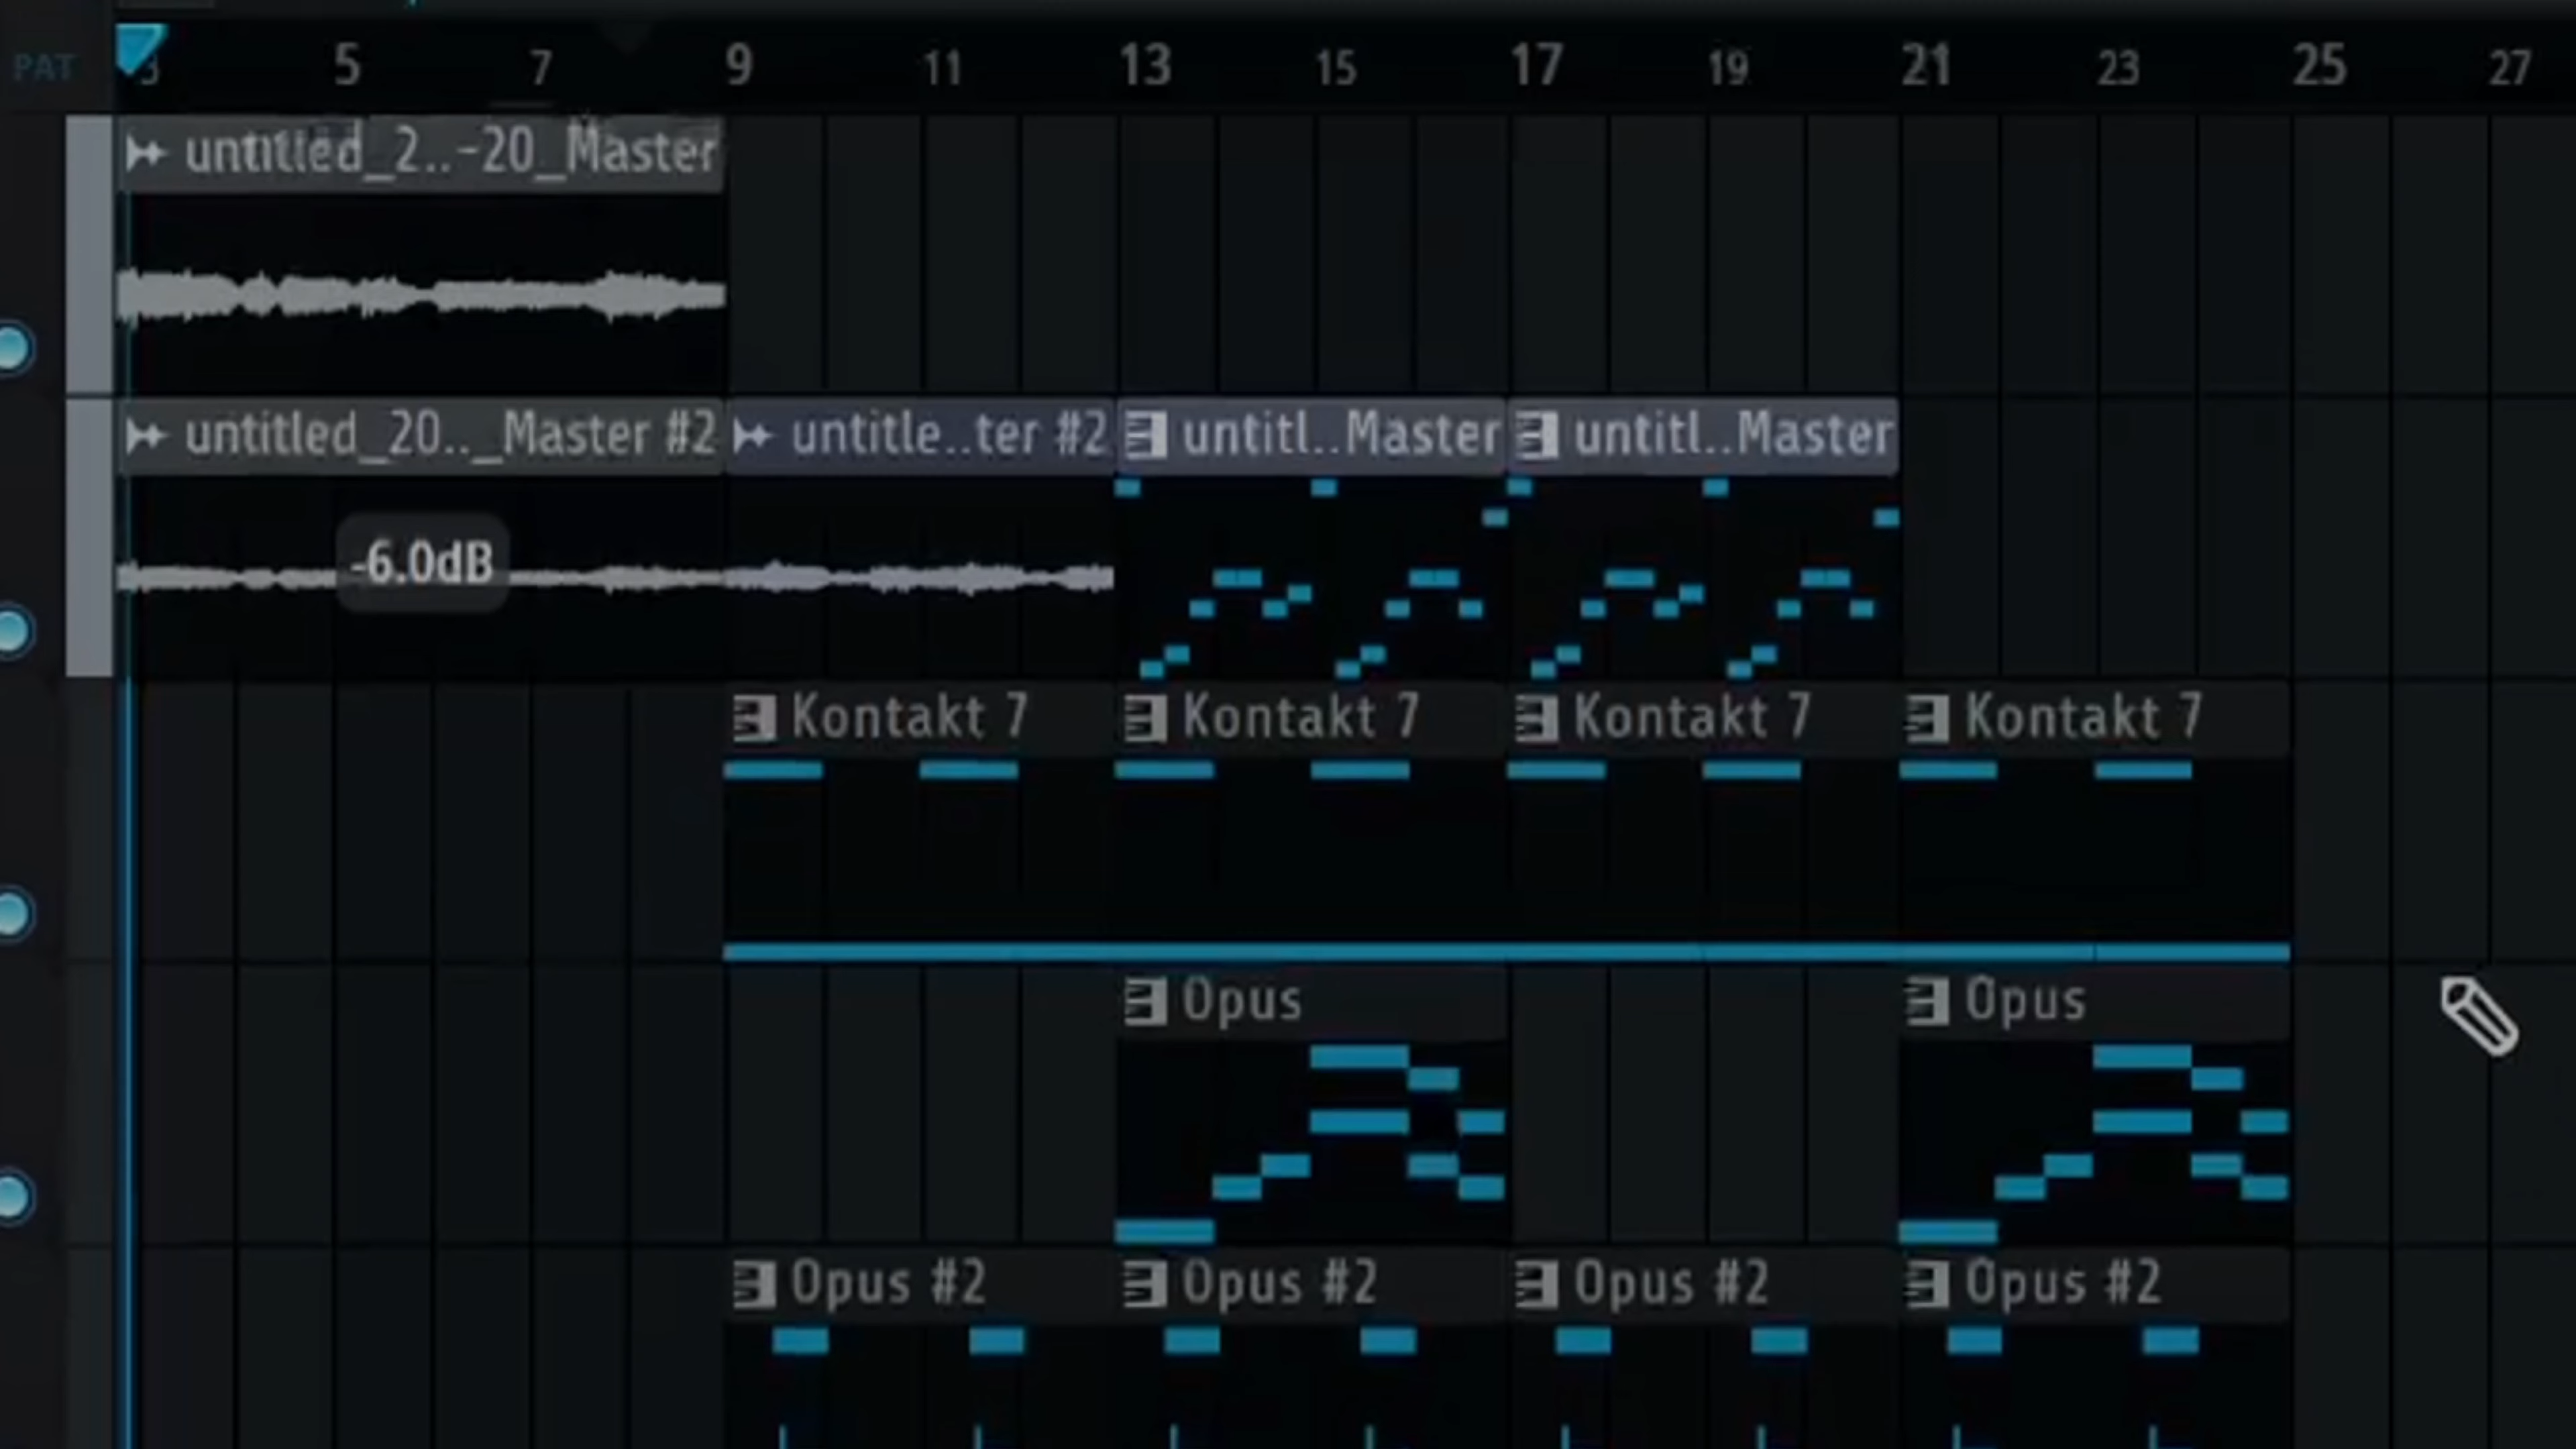 PAT 3 5 7 9 11 13 15 17 19 21 23 25 27
untitled_2..-20_Master
untitled_20.._Master #2 untitle..ter #2 untitl..Master untitl..Master
-6.0dB
Kontakt 7 Kontakt 7 Kontakt 7 Kontakt 7
Opus Opus
Opus #2 Opus #2 Opus #2 Opus #2